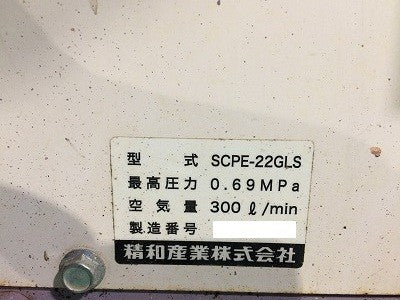 型式 SCPE-22GLS
最高圧力 0.69MPa
空気量 300ℓ/min
製造番号
精和産業株式会社